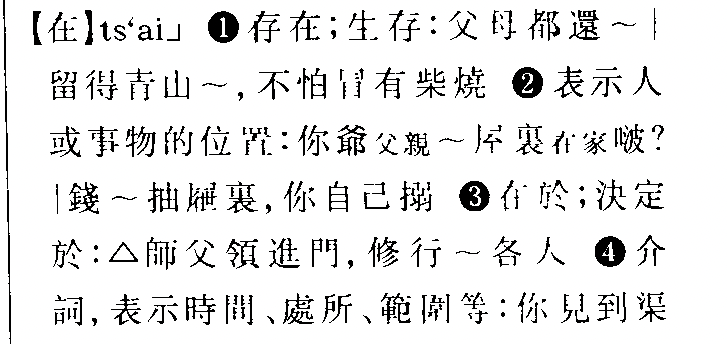 【在】ts‘ai」 ❶存在；生存：父母都還～｜
留得青山～，不怕冇有柴燒 ❷表示人
或事物的位置：你爺父親～屋裏在家啵？
｜錢～抽屜裏，你自己搦 ❸在於；決定
於：△師父領進門，修行～各人 ❹介
詞，表示時間、處所、範圍等：你見到渠